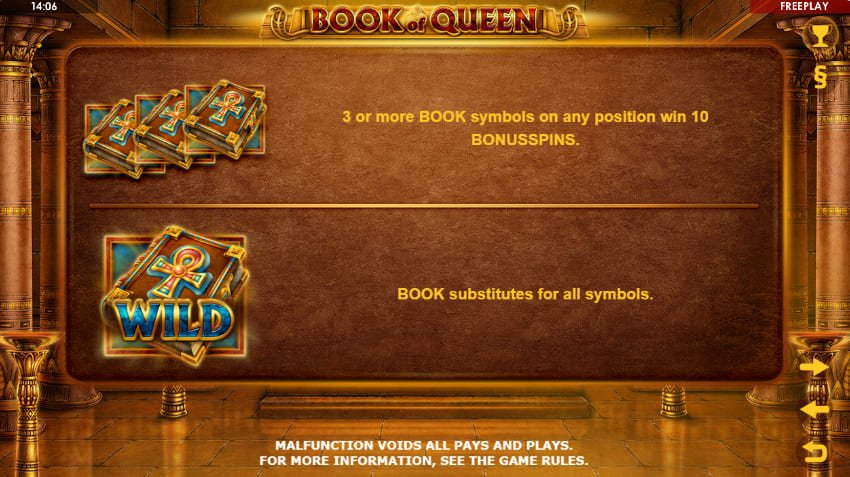 14:06
BOOK of QUEEN
FREEPLAY
§
3 or more BOOK symbols on any position win 10
BONUSSPINS.
WILD
BOOK substitutes for all symbols.
MALFUNCTION VOIDS ALL PAYS AND PLAYS.
FOR MORE INFORMATION, SEE THE GAME RULES.